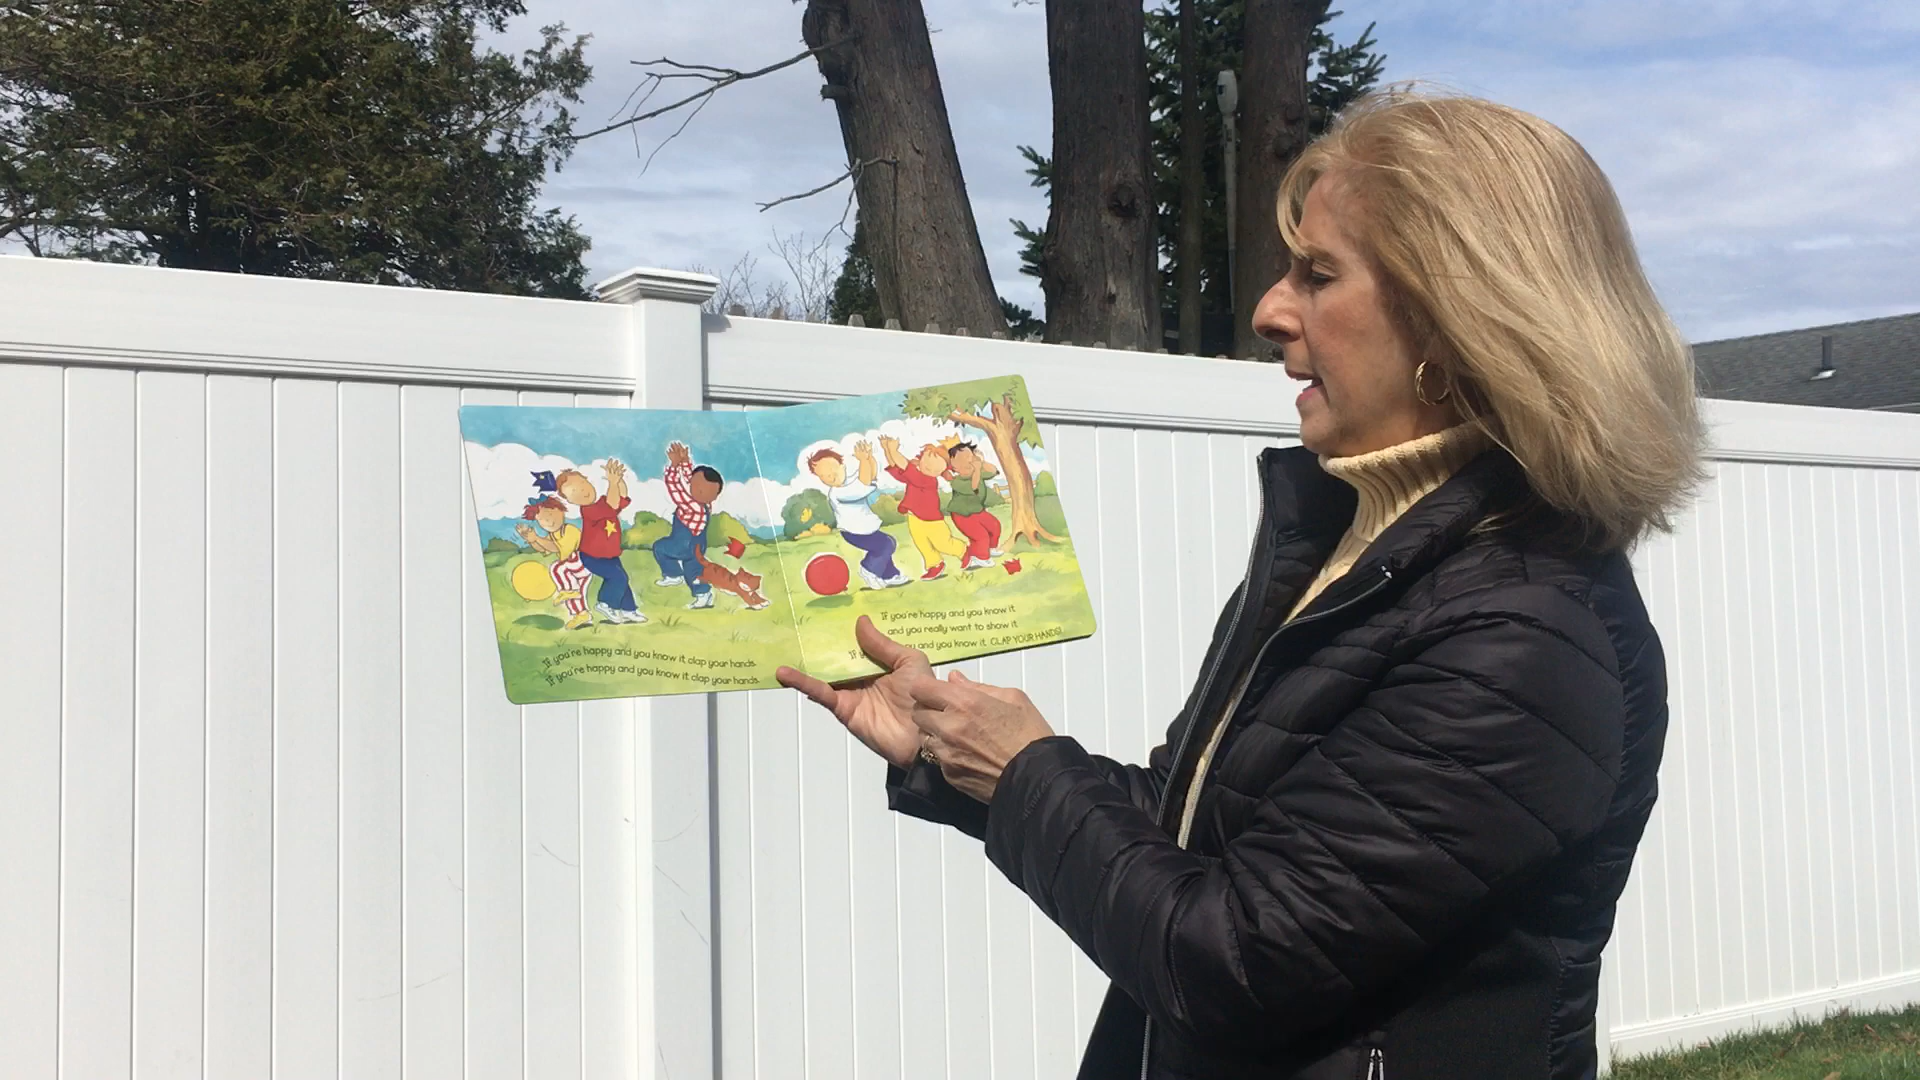 If you're happy and you know it, clap your hands.
If you're happy and you know it, clap your hands.
If you're happy and you know it
and you really want to show it
If and you know it, CLAP YOUR HANDS!